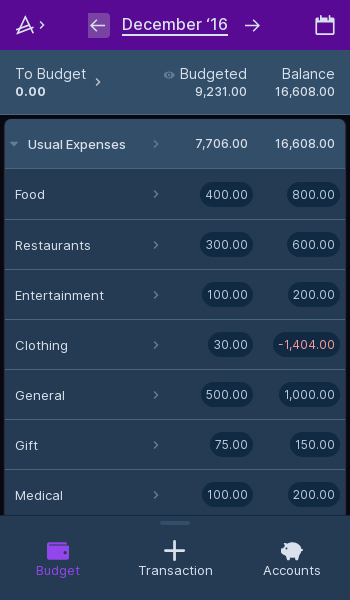 December ‘16
To Budget Budgeted Balance
0.00 9,231.00 16,608.00
Usual Expenses 7,706.00 16,608.00
Food 400.00 800.00
Restaurants 300.00 600.00
Entertainment 100.00 200.00
Clothing 30.00 -1,404.00
General 500.00 1,000.00
Gift 75.00 150.00
Medical 100.00 200.00
Budget Transaction Accounts